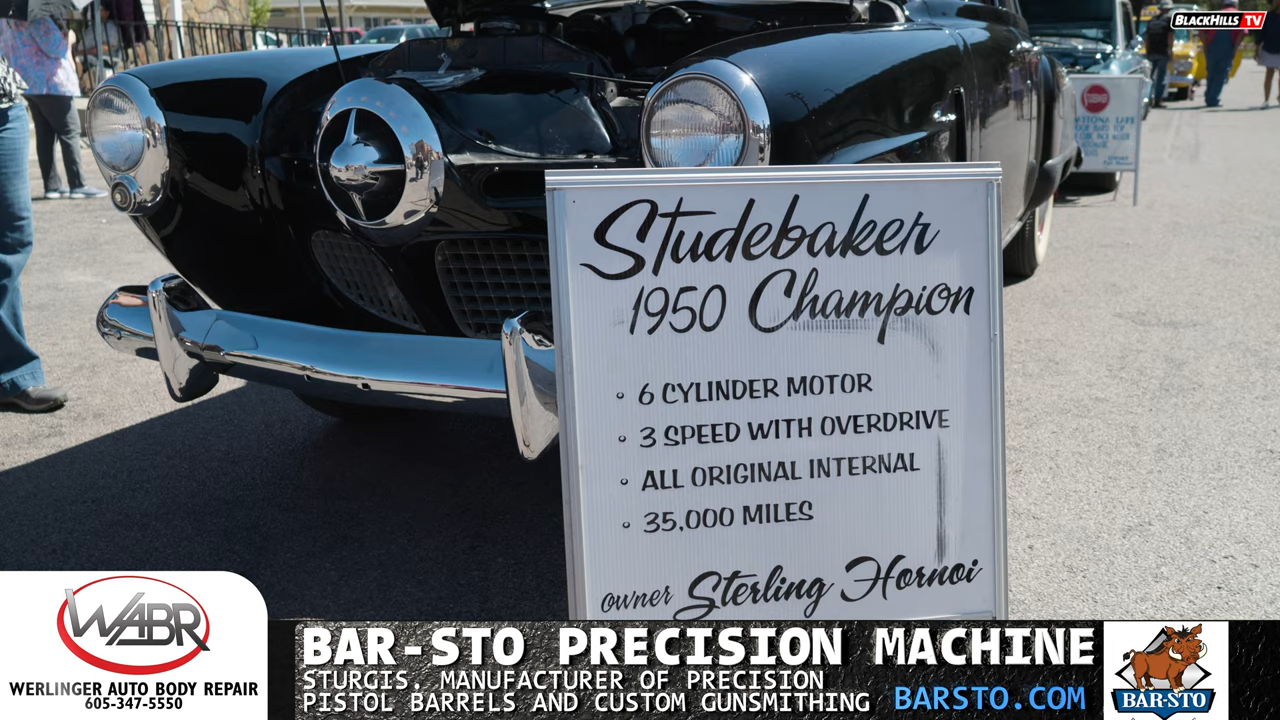 BLACKHILLS TV
Studebaker
1950 Champion
• 6 CYLINDER MOTOR
• 3 SPEED WITH OVERDRIVE
• ALL ORIGINAL INTERNAL
• 35,000 MILES
owner Sterling Hornoi
WABR
WERLINGER AUTO BODY REPAIR
605-347-5550
BAR-STO PRECISION MACHINE
STURGIS. MANUFACTURER OF PRECISION
PISTOL BARRELS AND CUSTOM GUNSMITHING
BARSTO.COM
BAR-STO